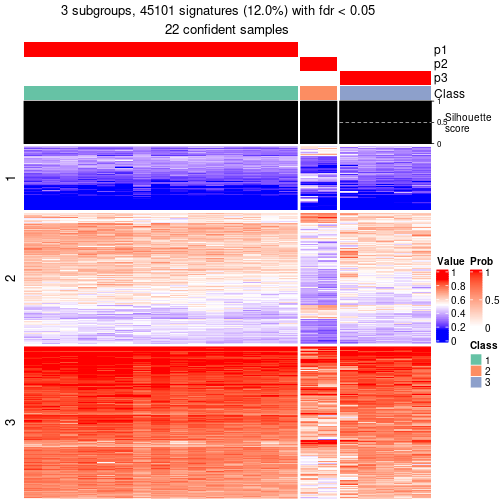 3 subgroups, 45101 signatures (12.0%) with fdr < 0.05
22 confident samples
p1
p2
p3
Class
1
0.5
0
Silhouette
score
1
2
3
Value
1
0.8
0.6
0.4
0.2
0
Prob
1
0.5
0
Class
1
2
3